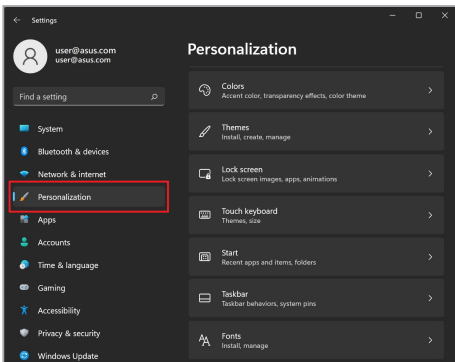 Settings
user@asus.com
user@asus.com
Find a setting
System
Bluetooth & devices
Network & internet
Personalization
Apps
Accounts
Time & language
Gaming
Accessibility
Privacy & security
Windows Update
Personalization
Colors
Accent color, transparency effects, color theme
Themes
Install, create, manage
Lock screen
Lock screen images, apps, animations
Touch keyboard
Themes, size
Start
Recent apps and items, folders
Taskbar
Taskbar behaviors, system pins
Fonts
Install, manage